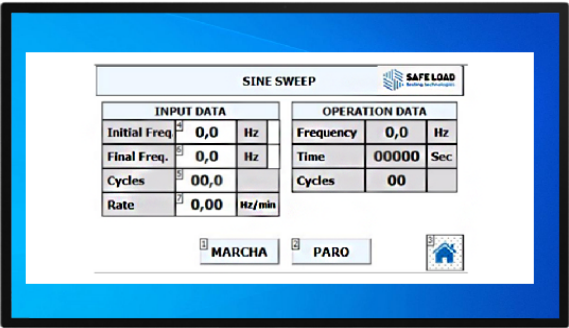 SINE SWEEP
SAFE LOAD
Testing technologies
INPUT DATA
Initial Freq. 4 0,0 Hz
Final Freq. 6 0,0 Hz
Cycles 5 00,0
Rate 7 0,00 Hz/min
OPERATION DATA
Frequency 0,0 Hz
Time 00000 Sec
Cycles 00
1 MARCHA
2 PARO
3